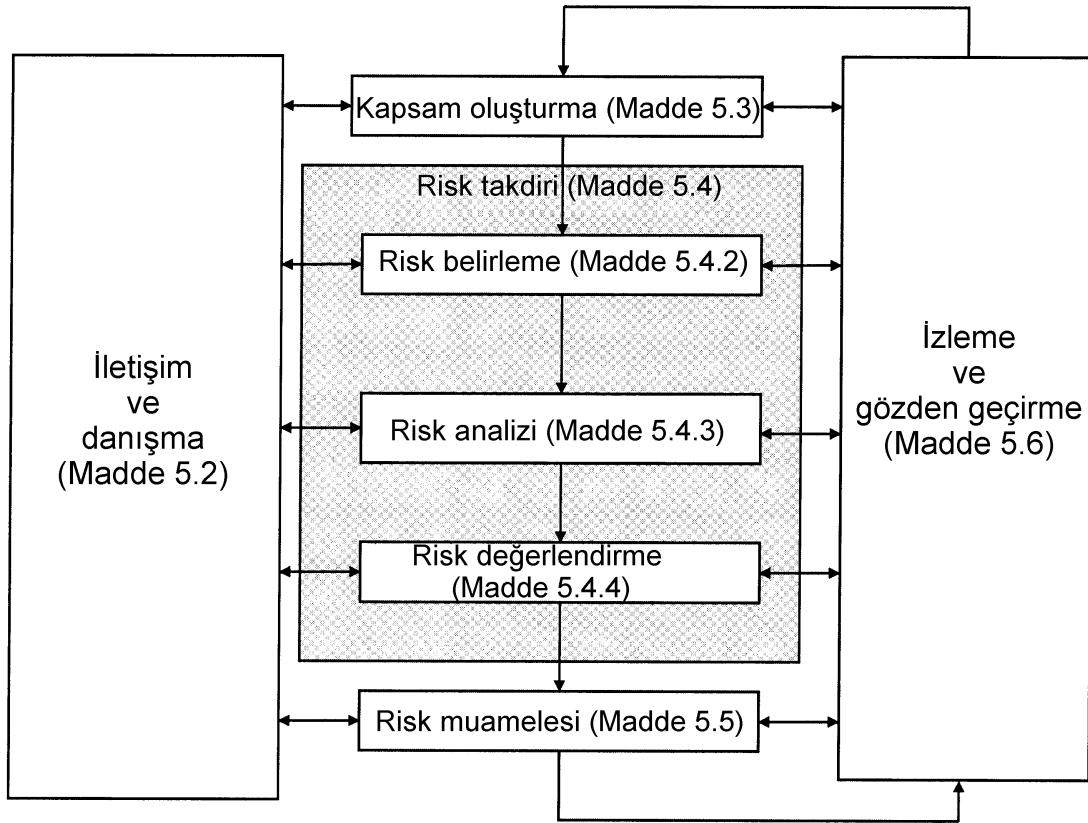 Kapsam oluşturma (Madde 5.3)
Risk takdiri (Madde 5.4)
Risk belirleme (Madde 5.4.2)
Risk analizi (Madde 5.4.3)
Risk değerlendirme
(Madde 5.4.4)
Risk muamelesi (Madde 5.5)
İletişim
ve
danışma
(Madde 5.2)
İzleme
ve
gözden geçirme
(Madde 5.6)